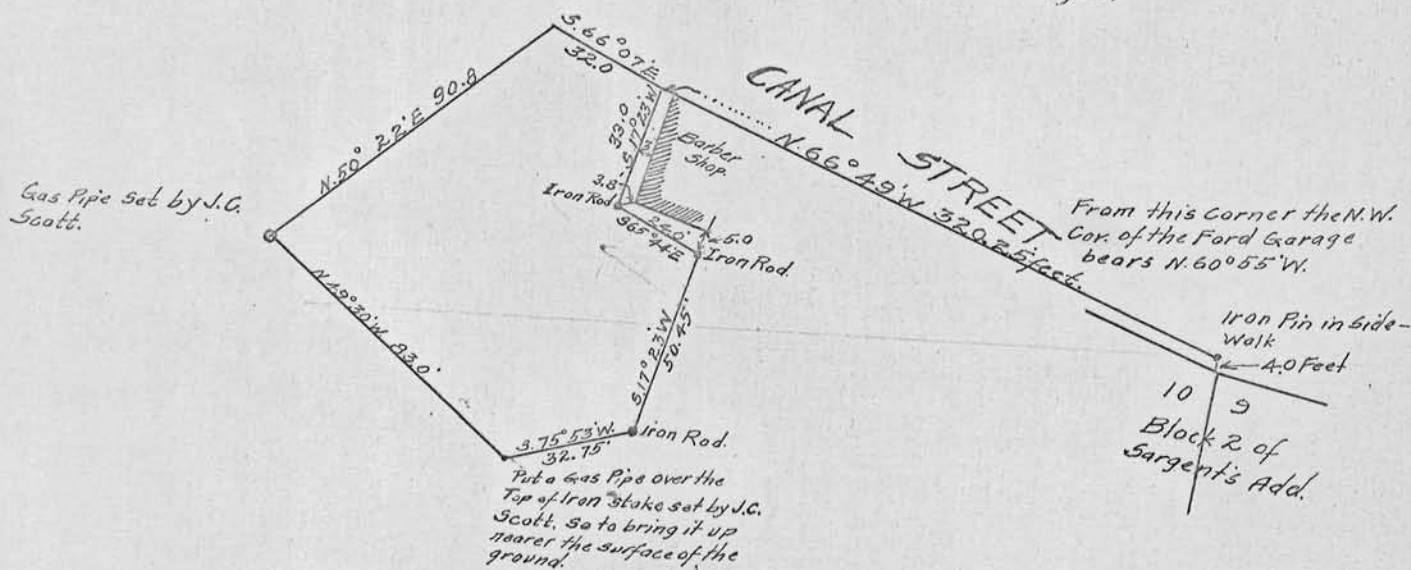 S.66°07'E.
32.0
N.50° 22'E 90.8
CANAL
STREET
N.66°49'W 320.25 feet.
33.0
S.17°23'W
Barber
Shop.
3.8'
Iron Rod
24.0'
S65°44'E
5.0
Iron Rod.
Gas Pipe Set by J.C.
Scott.
From this corner the N.W.
Cor. of the Ford Garage
bears N.60°55'W.
Iron Pin in Side-
Walk
4.0 Feet
10 9
Block 2 of
Sargent's Add.
N.49°30'W. 83.0'
S.17°23'W
50.45'
S.75°53'W.
32.75'
Iron Rod.
Put a Gas Pipe over the
Top of Iron Stake set by J.C.
Scott. So to bring it up
nearer the surface of the
ground.